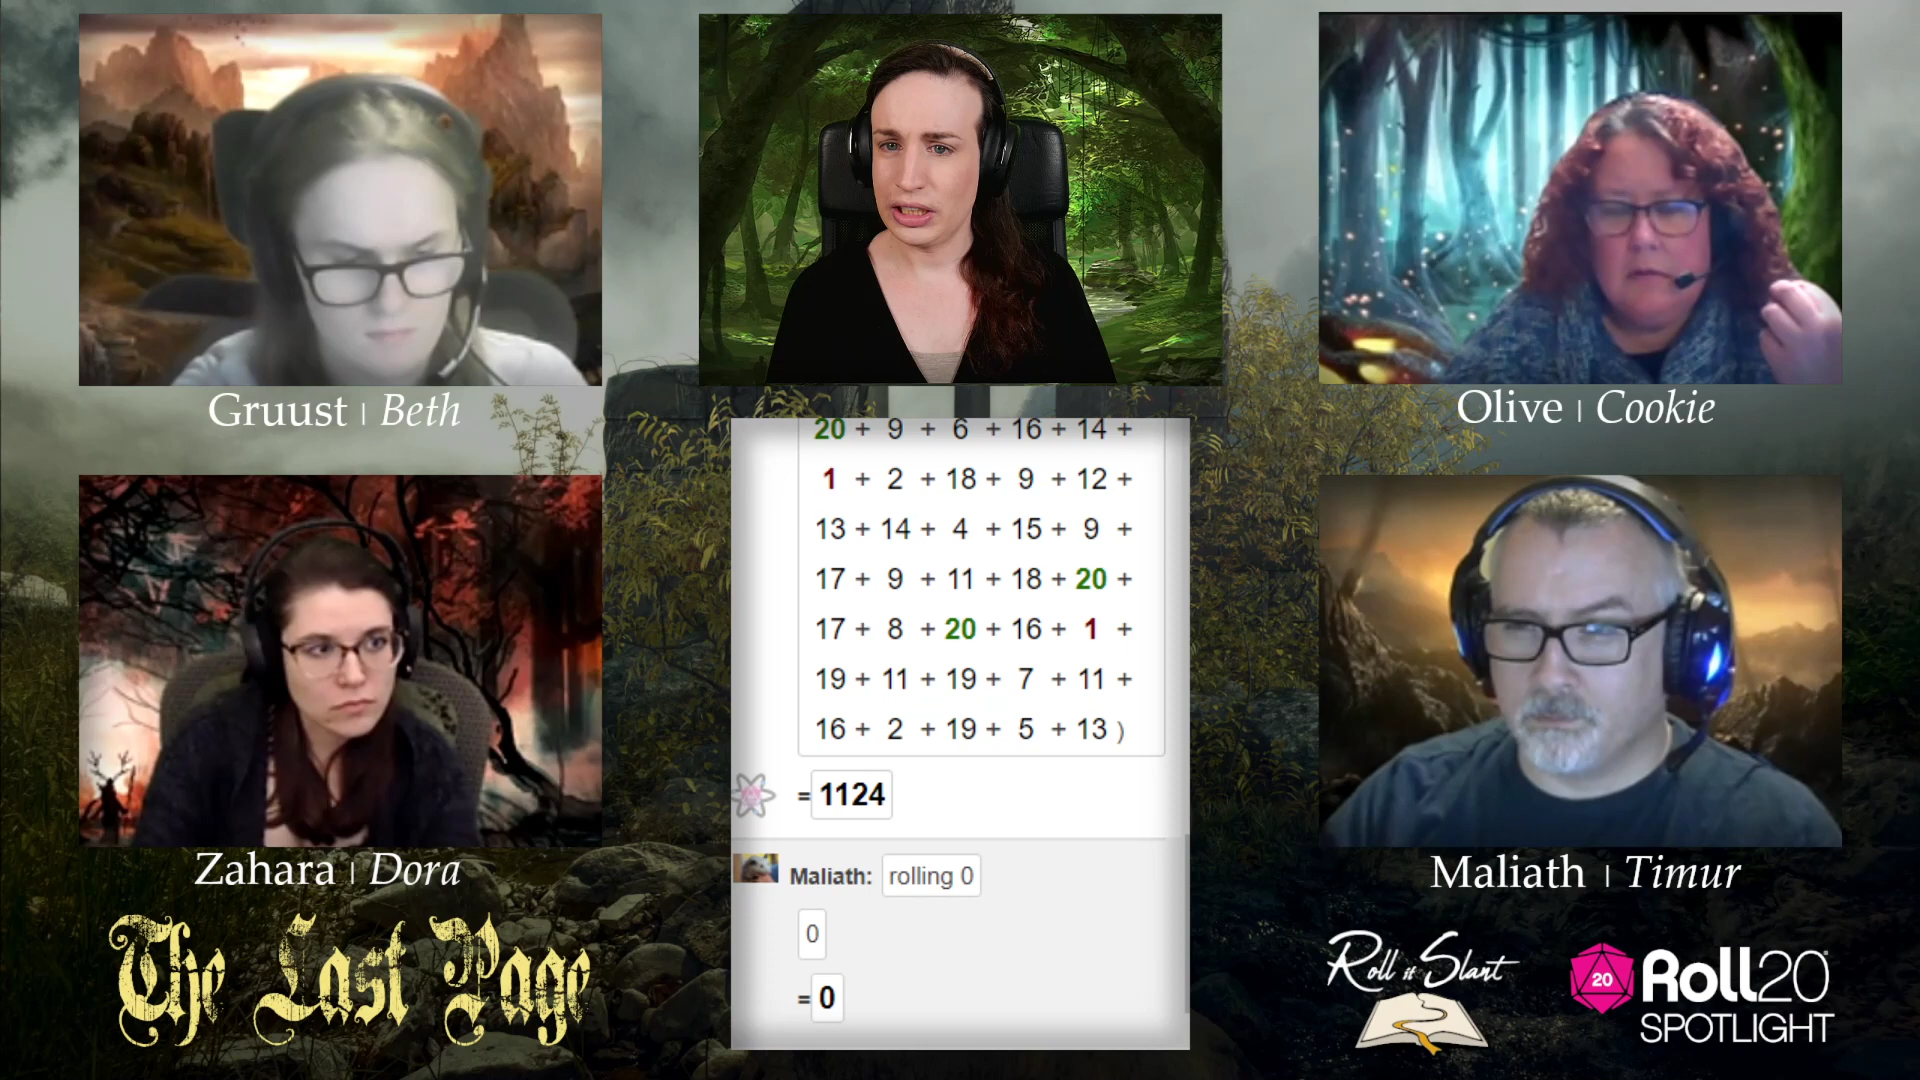 Gruust | Beth
Olive | Cookie
20 + 9 + 6 + 16 + 14 +
1 + 2 + 18 + 9 + 12 +
13 + 14 + 4 + 15 + 9 +
17 + 9 + 11 + 18 + 20 +
17 + 8 + 20 + 16 + 1 +
19 + 11 + 19 + 7 + 11 +
16 + 2 + 19 + 5 + 13 )
= 1124
Maliath: rolling 0
0
= 0
Zahara | Dora
Maliath | Timur
The Last Page
Roll it Slant
20
Roll20
SPOTLIGHT